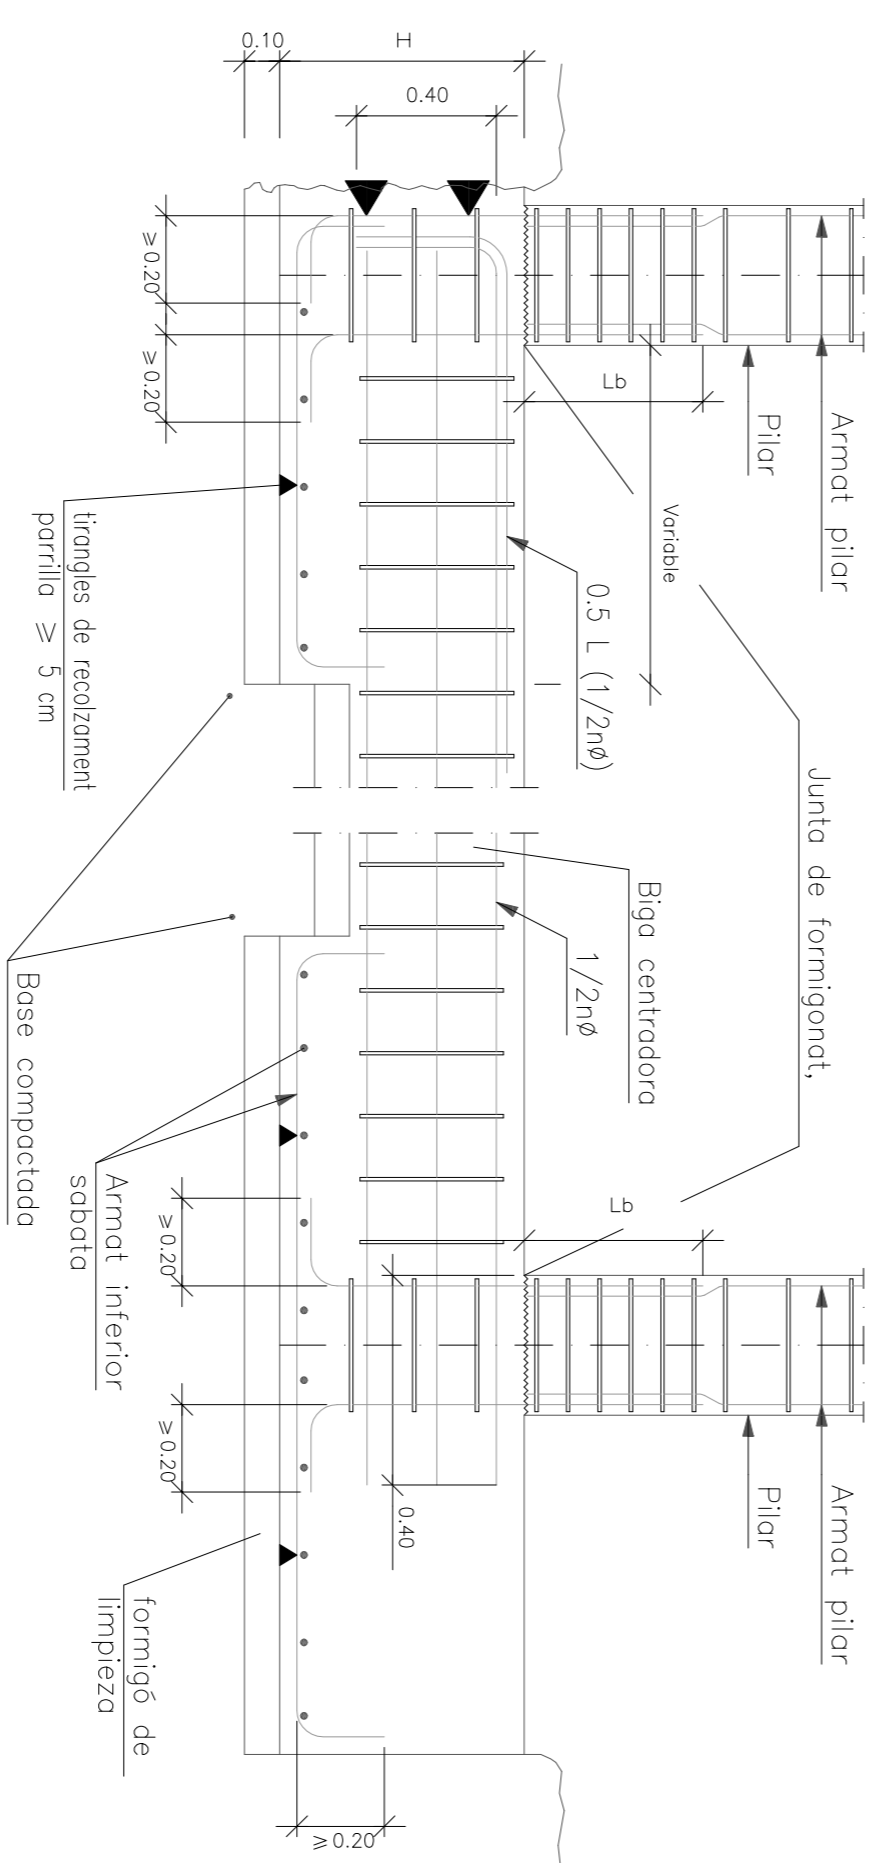 Armat pilar
Pilar
Lb
Variable
0.5 L (1/2nø)
Junta de formigonat,
Biga centradora
1/2nø
Lb
Armat pilar
Pilar
0.10
H
0.40
0.40
≥0.20
≥0.20
≥0.20
≥0.20
≥0.20
tirangles de recolzament
parrilla ≥ 5 cm
Base compactada
Armat inferior
sabata
formigó de
limpieza